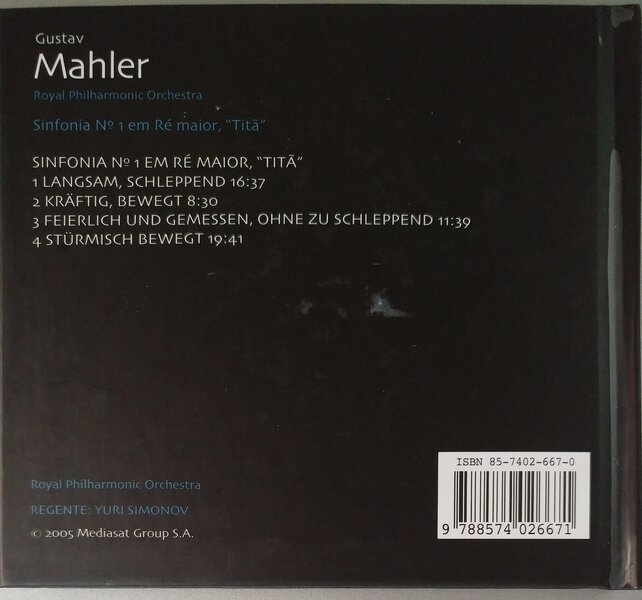 Gustav
Mahler
Royal Philharmonic Orchestra
Sinfonia Nº 1 em Ré maior, “Titã”
SINFONIA Nº 1 EM RÉ MAIOR, “TITÔ
1 LANGSAM, SCHLEPPEND 16:37
2 KRÄFTIG, BEWEGT 8:30
3 FEIERLICH UND GEMESSEN, OHNE ZU SCHLEPPEND 11:39
4 STÜRMISCH BEWEGT 19:41
ISBN 85-7402-667-0
9 788574 026671
Royal Philharmonic Orchestra
REGENTE: YURI SIMONOV
© 2005 Mediasat Group S.A.